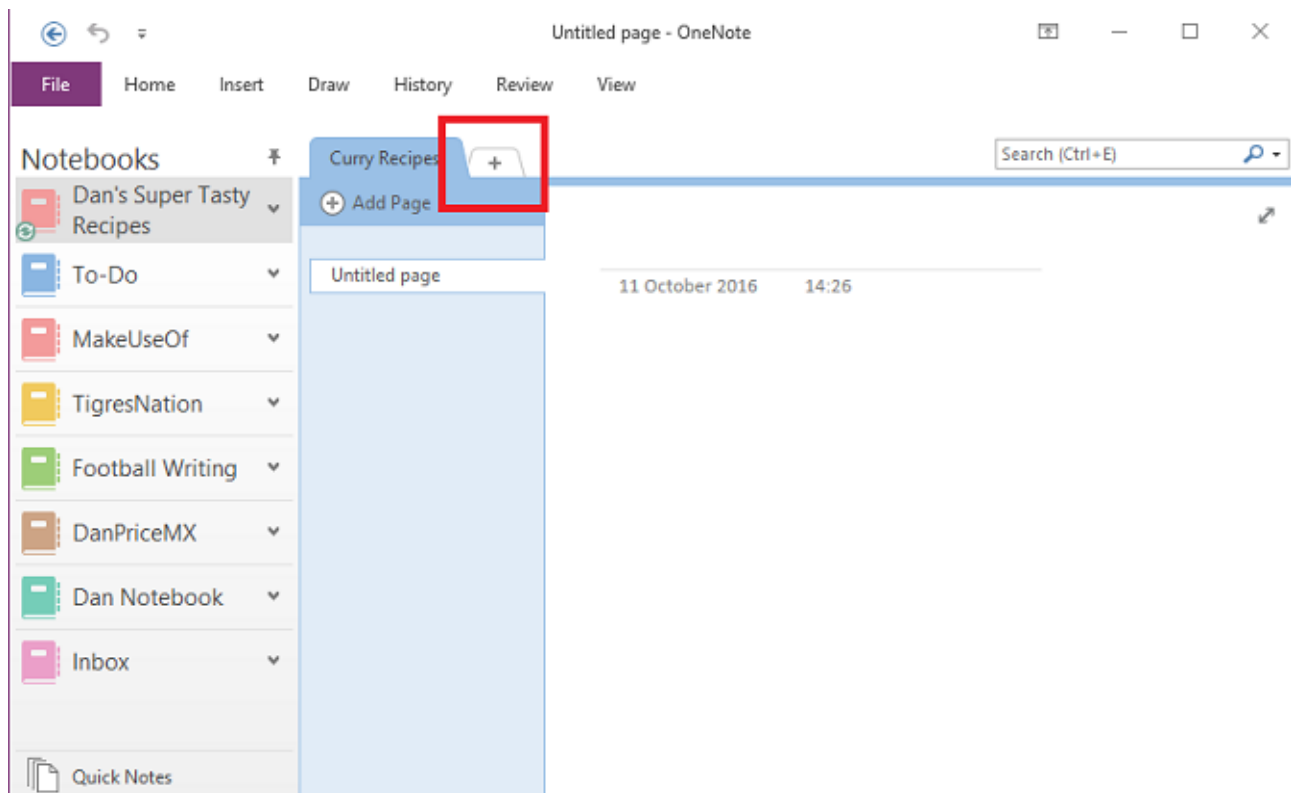 Untitled page - OneNote
File Home Insert Draw History Review View
Notebooks
Dan's Super Tasty
Recipes
To-Do
MakeUseOf
TigresNation
Football Writing
DanPriceMX
Dan Notebook
Inbox
Quick Notes
Curry Recipes +
Add Page
Untitled page
Search (Ctrl+E)
11 October 2016 14:26